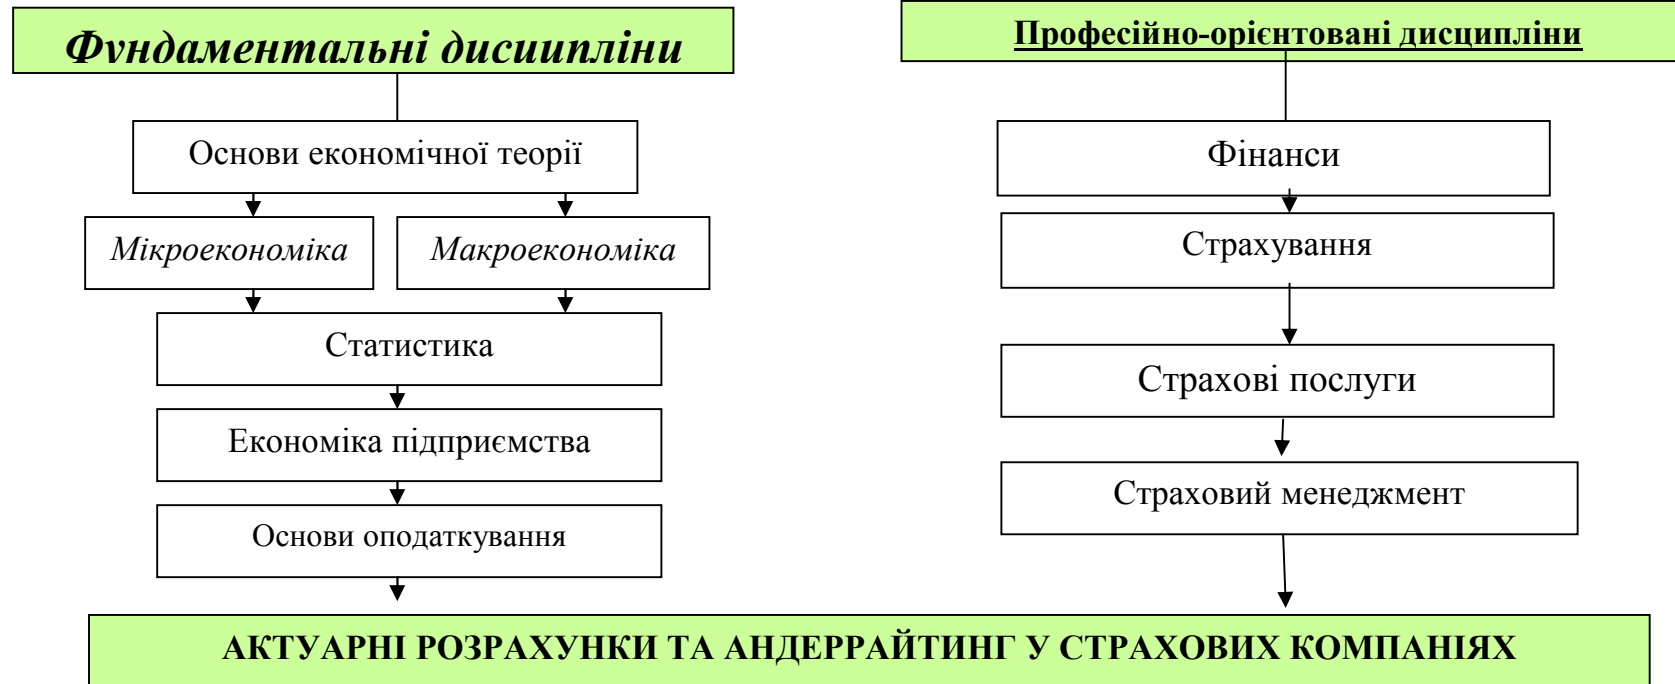 Фундаментальні дисципліни
Професійно-орієнтовані дисципліни
Основи економічної теорії
Мікроекономіка
Макроекономіка
Статистика
Економіка підприємства
Основи оподаткування
Фінанси
Страхування
Страхові послуги
Страховий менеджмент
АКТУАРНІ РОЗРАХУНКИ ТА АНДЕРРАЙТИНГ У СТРАХОВИХ КОМПАНІЯХ